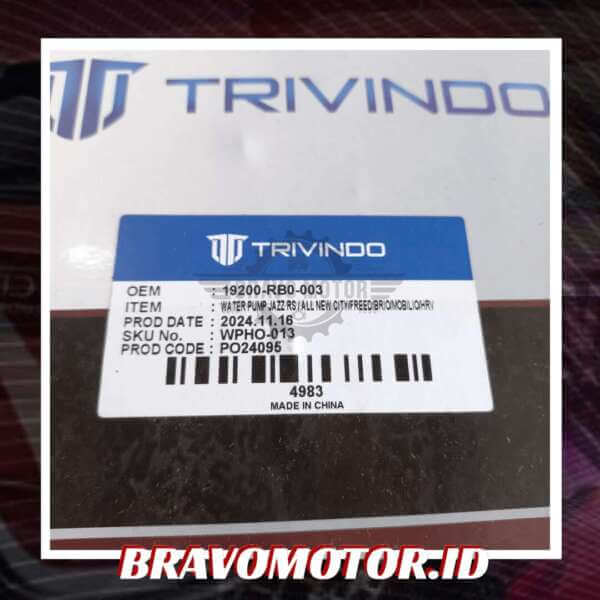 TRIVINDO
TRIVINDO
OEM : 19200-RB0-003
ITEM : WATER PUMP JAZZ RS / ALL NEW CITY/FREED/BRIO/MOBILIO/HRV
PROD DATE : 2024.11.16
SKU No. : WPHO-013
PROD CODE : PO24095
4983
MADE IN CHINA
BRAVOMOTOR.ID